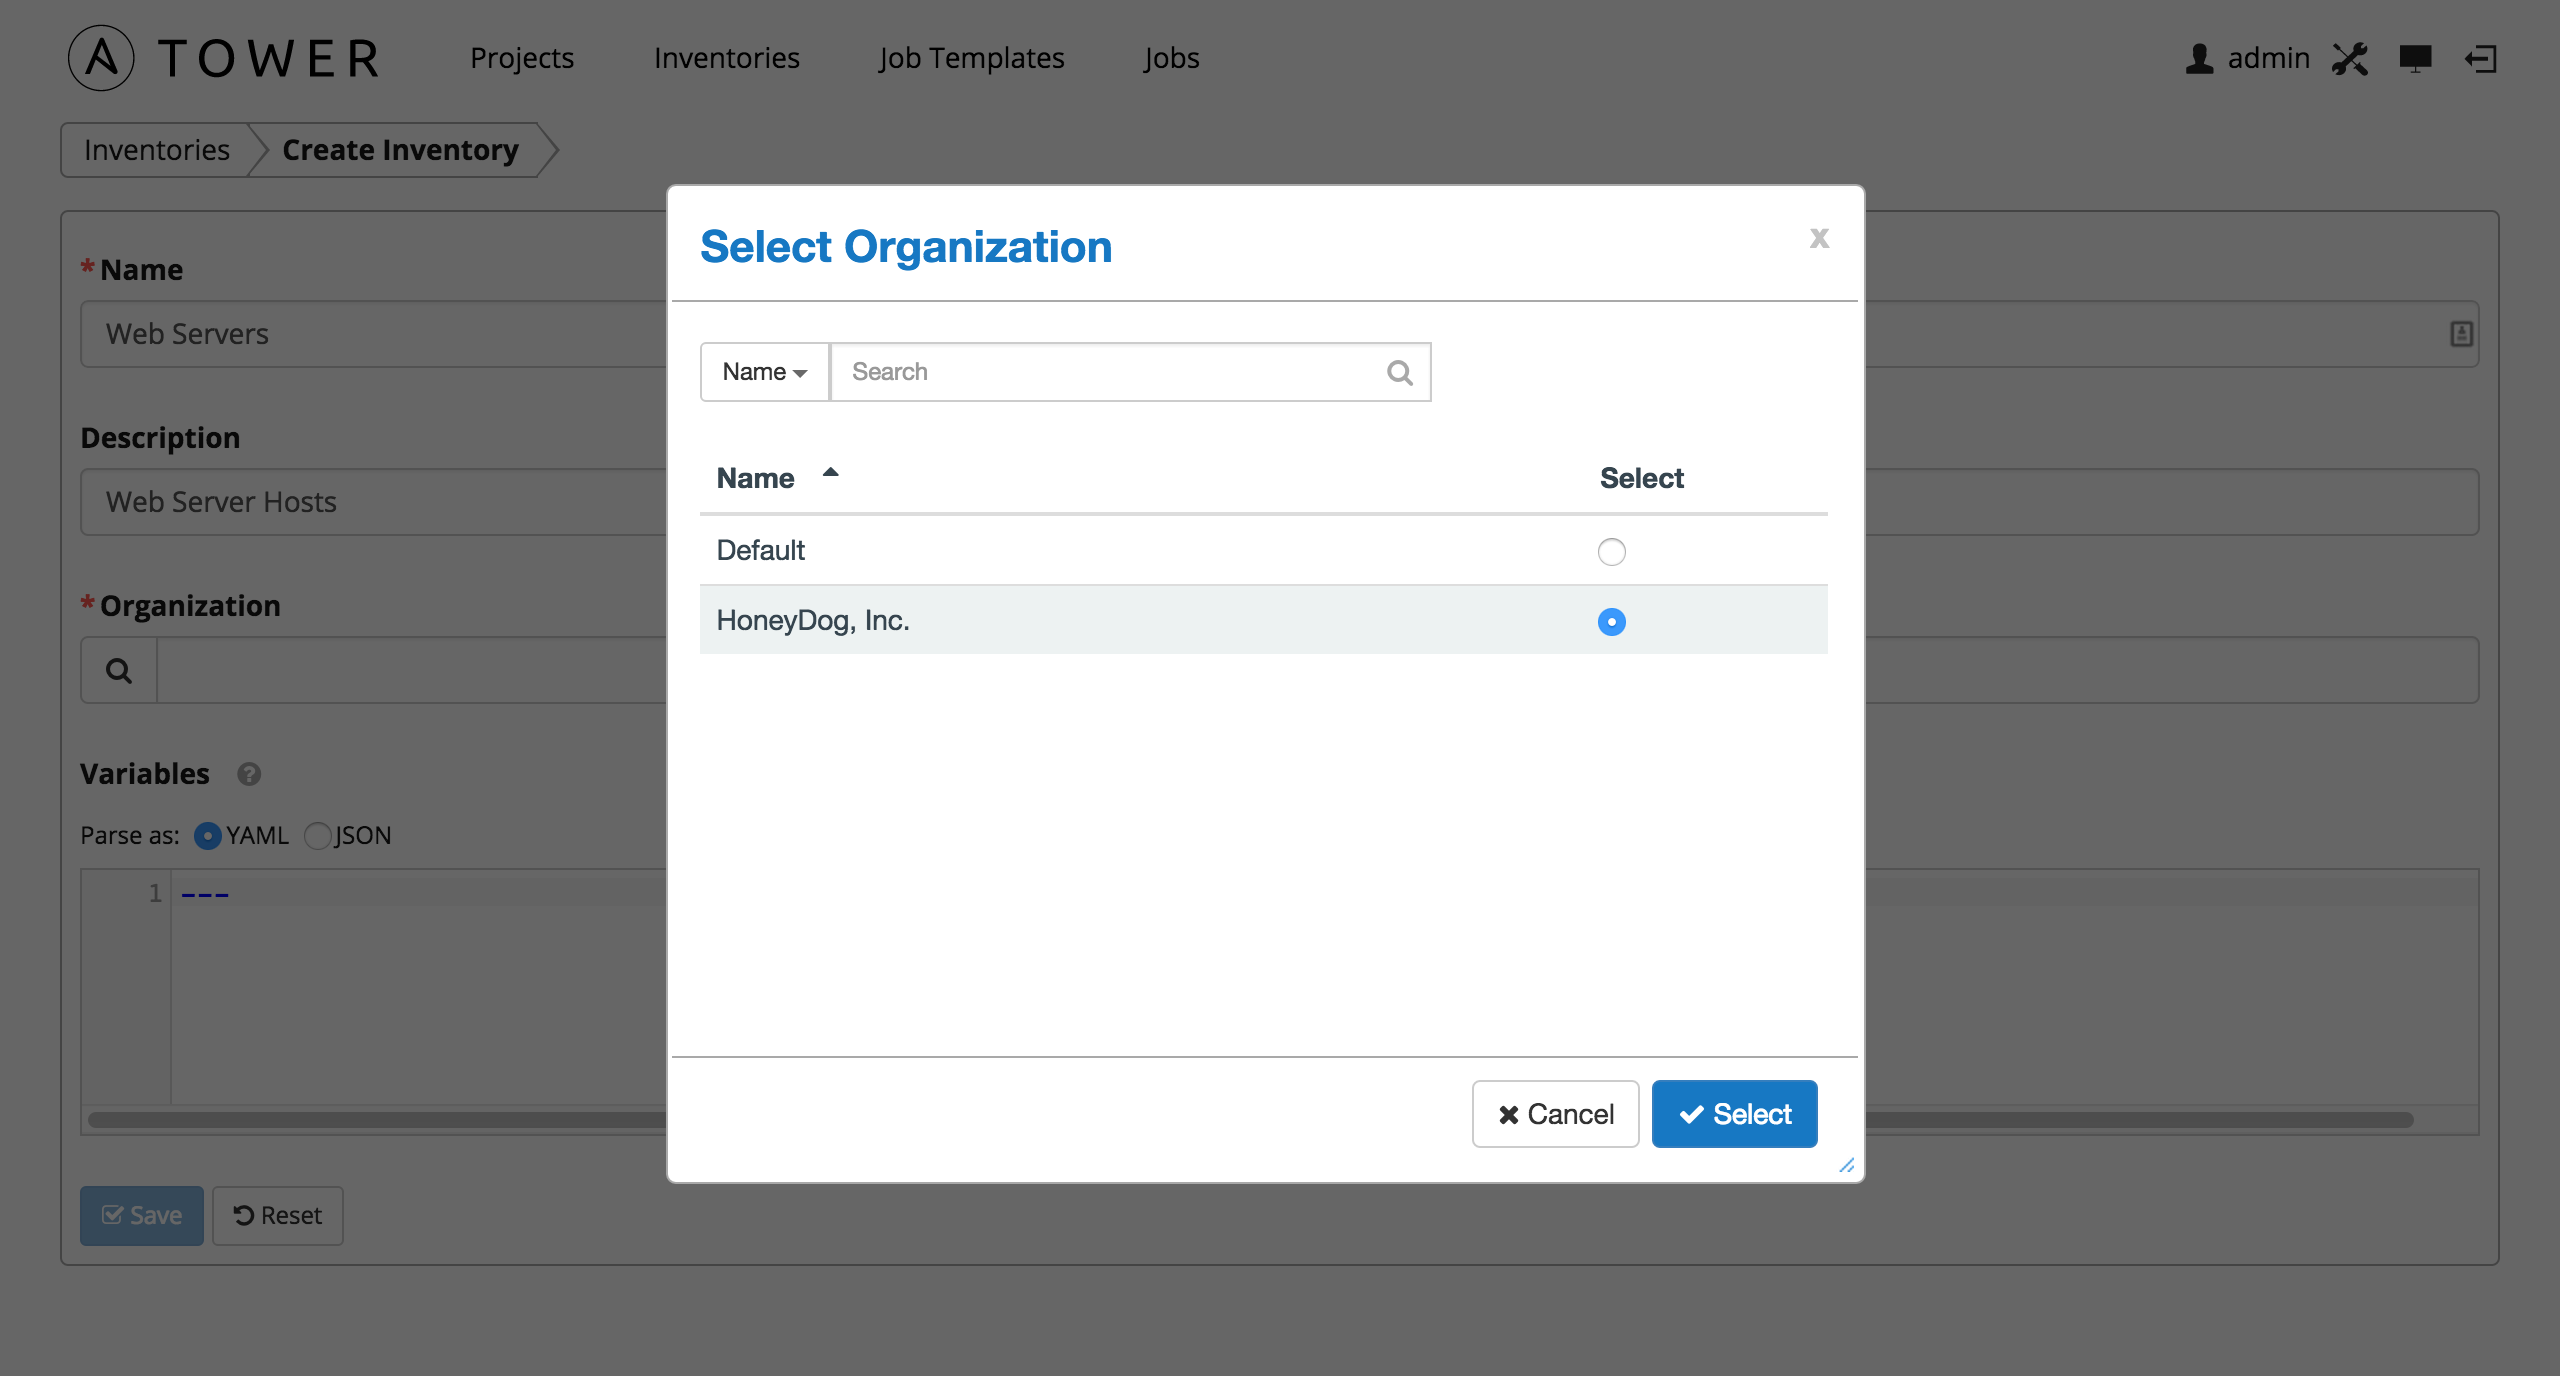 TOWER Projects Inventories Job Templates Jobs admin
Inventories Create Inventory
Select Organization x
* Name
Web Servers
Name Search
Description
Web Server Hosts
Name Select
Default
HoneyDog, Inc.
* Organization
Variables ?
Parse as: YAML JSON
1 ---
Cancel Select
Save Reset